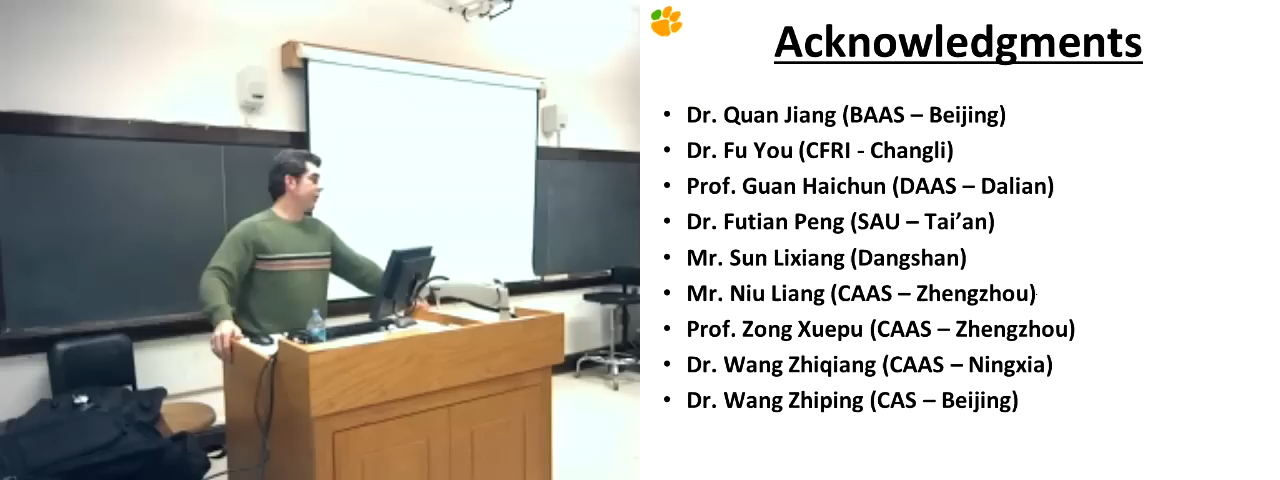 Acknowledgments
• Dr. Quan Jiang (BAAS – Beijing)
• Dr. Fu You (CFRI - Changli)
• Prof. Guan Haichun (DAAS – Dalian)
• Dr. Futian Peng (SAU – Tai’an)
• Mr. Sun Lixiang (Dangshan)
• Mr. Niu Liang (CAAS – Zhengzhou)
• Prof. Zong Xuepu (CAAS – Zhengzhou)
• Dr. Wang Zhiqiang (CAAS – Ningxia)
• Dr. Wang Zhiping (CAS – Beijing)